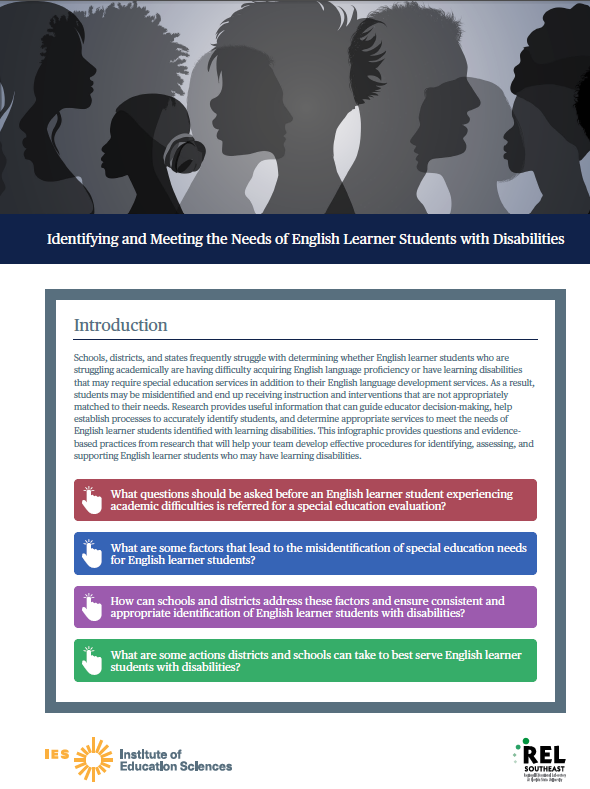 Identifying and Meeting the Needs of English Learner Students with Disabilities
Introduction
Schools, districts, and states frequently struggle with determining whether English learner students who are
struggling academically are having difficulty acquiring English language proficiency or have learning disabilities
that may require special education services in addition to their English language development services. As a result,
students may be misidentified and end up receiving instruction and interventions that are not appropriately
matched to their needs. Research provides useful information that can guide educator decision-making, help
establish processes to accurately identify students, and determine appropriate services to meet the needs of
English learner students identified with learning disabilities. This infographic provides questions and evidence-
based practices from research that will help your team develop effective procedures for identifying, assessing, and
supporting English learner students who may have learning disabilities.
What questions should be asked before an English learner student experiencing
academic difficulties is referred for a special education evaluation?
What are some factors that lead to the misidentification of special education needs
for English learner students?
How can schools and districts address these factors and ensure consistent and
appropriate identification of English learner students with disabilities?
What are some actions districts and schools can take to best serve English learner
students with disabilities?
IES
Institute of
Education Sciences
REL
SOUTHEAST